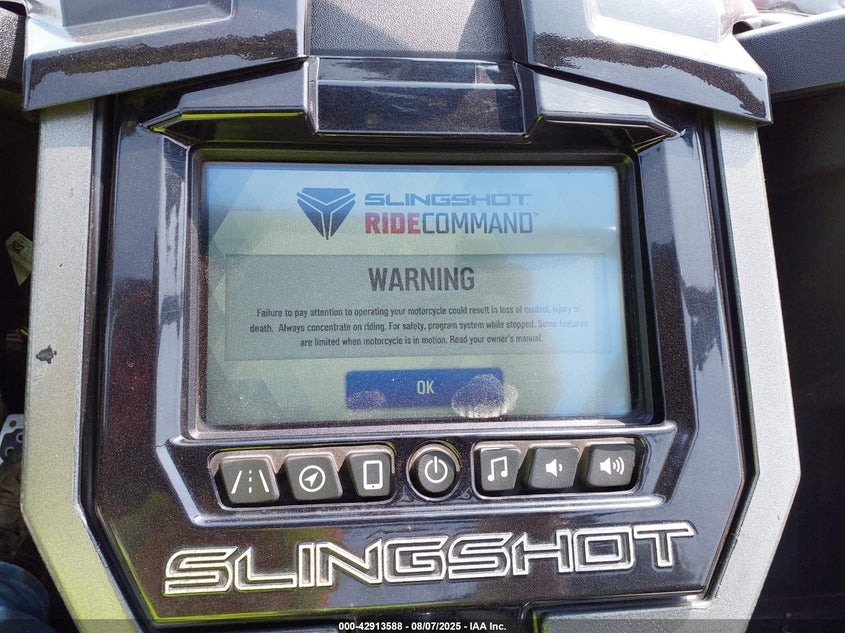 SLINGSHOT
RIDECOMMAND™
WARNING
Failure to pay attention to operating your motorcycle could result in loss of control, injury or
death. Always concentrate on riding. For safety, program system while stopped. Some features
are limited when motorcycle is in motion. Read your owner's manual.
OK
SLINGSHOT
000-42913588 - 08/07/2025 - IAA Inc.